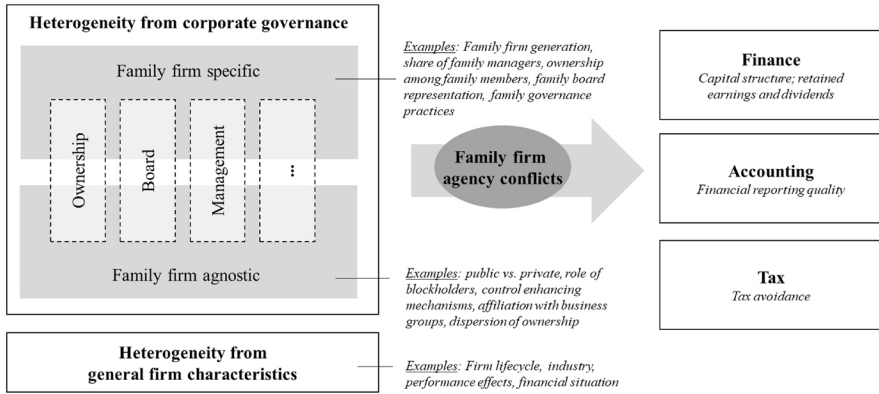 Heterogeneity from corporate governance
Family firm specific
Ownership
Board
Management
...
Family firm agnostic
Heterogeneity from
general firm characteristics
Examples: Family firm generation,
share of family managers, ownership
among family members, family board
representation, family governance
practices
Family firm
agency conflicts
Examples: public vs. private, role of
blockholders, control enhancing
mechanisms, affiliation with business
groups, dispersion of ownership
Examples: Firm lifecycle, industry,
performance effects, financial situation
Finance
Capital structure; retained
earnings and dividends
Accounting
Financial reporting quality
Tax
Tax avoidance